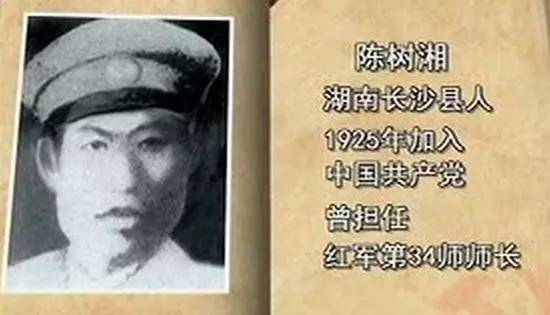 陈树湘
湖南长沙县人
1925年加入
中国共产党
曾担任
红军第34师师长